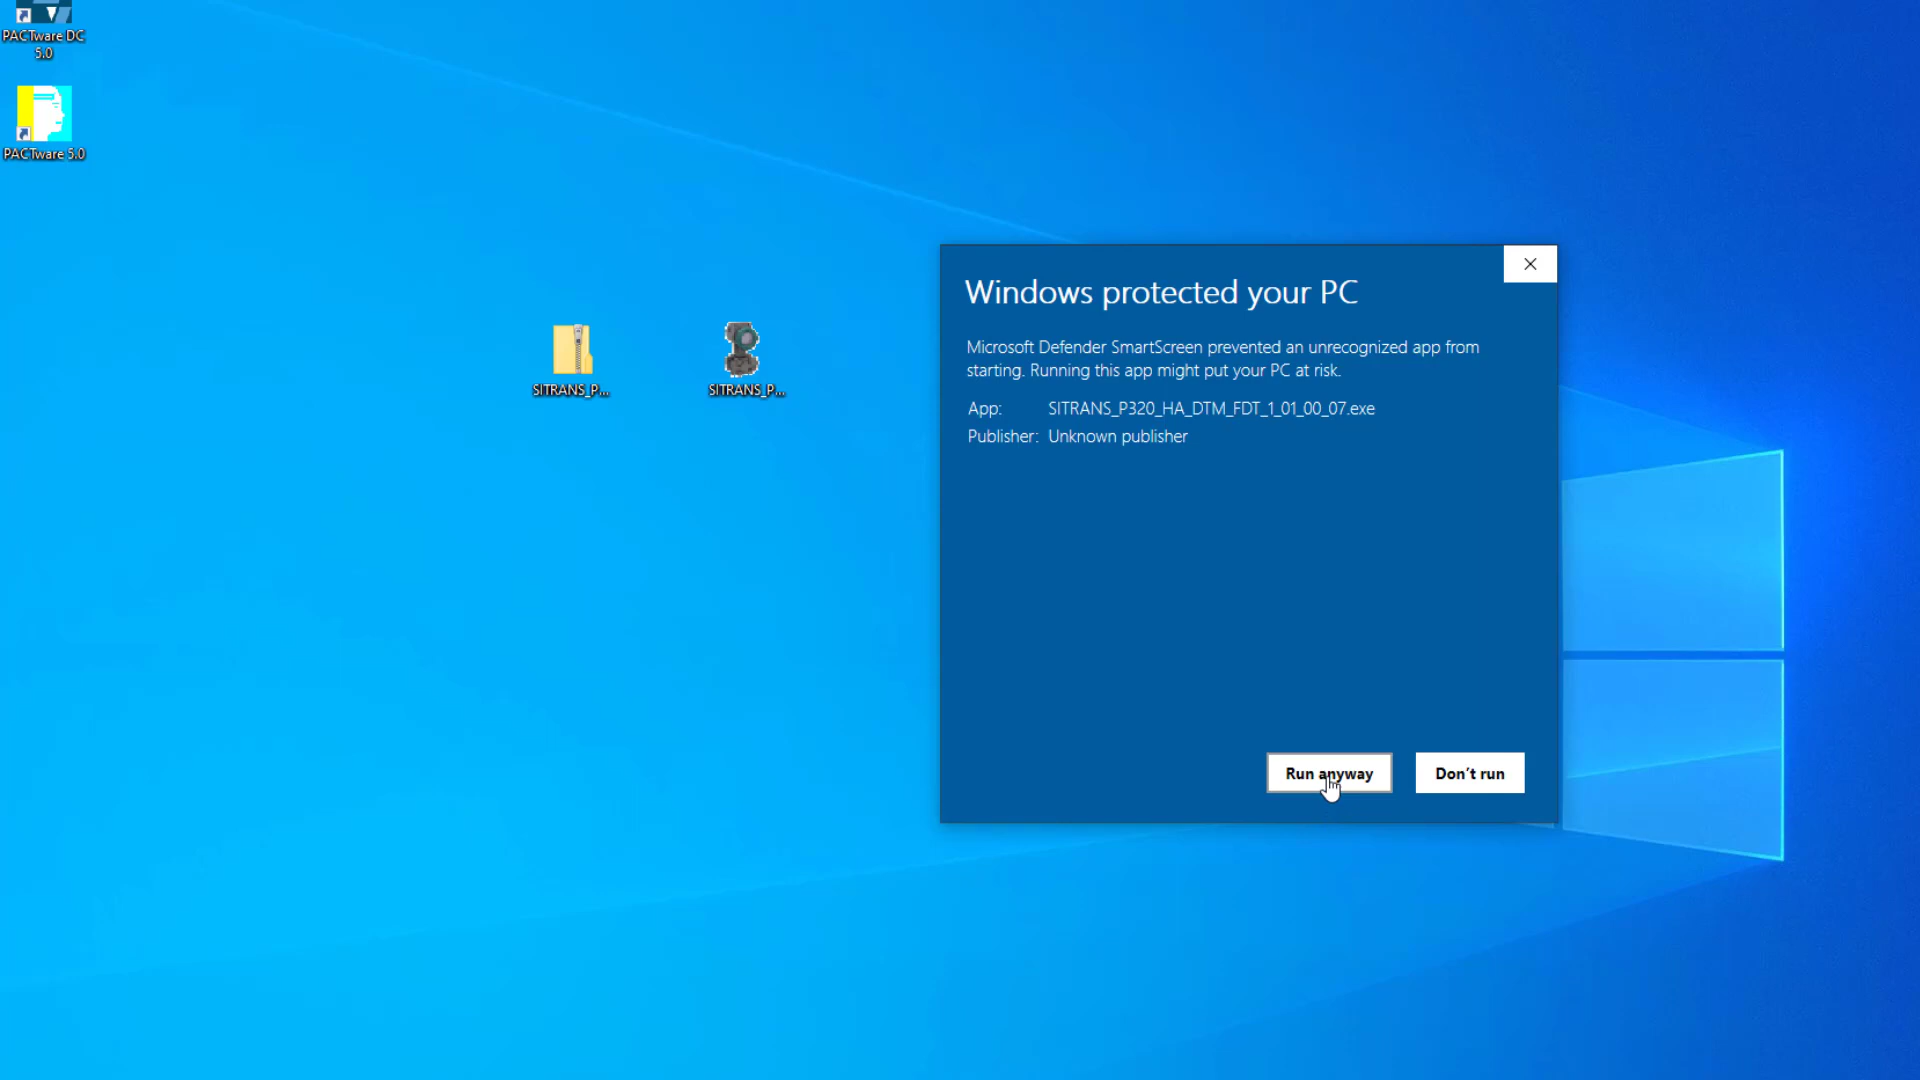 PACTware DC
5.0
PACTware 5.0
SITRANS_P...
SITRANS_P...
Windows protected your PC
Microsoft Defender SmartScreen prevented an unrecognized app from
starting. Running this app might put your PC at risk.
App: SITRANS_P320_HA_DTM_FDT_1_01_00_07.exe
Publisher: Unknown publisher
Run anyway
Don't run